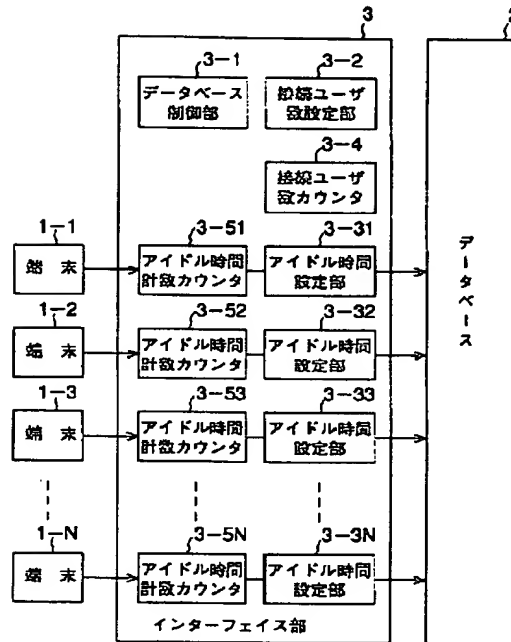 3
3-1
3-2
データベース
制御部
接続ユーザ
数設定部
3-4
接続ユーザ
数カウンタ
1-1
端末
3-51
アイドル時間
計数カウンタ
3-31
アイドル時間
設定部
1-2
端末
3-52
アイドル時間
計数カウンタ
3-32
アイドル時間
設定部
1-3
端末
3-53
アイドル時間
計数カウンタ
3-33
アイドル時間
設定部
1-N
端末
3-5N
アイドル時間
計数カウンタ
3-3N
アイドル時間
設定部
インターフェイス部
データベース